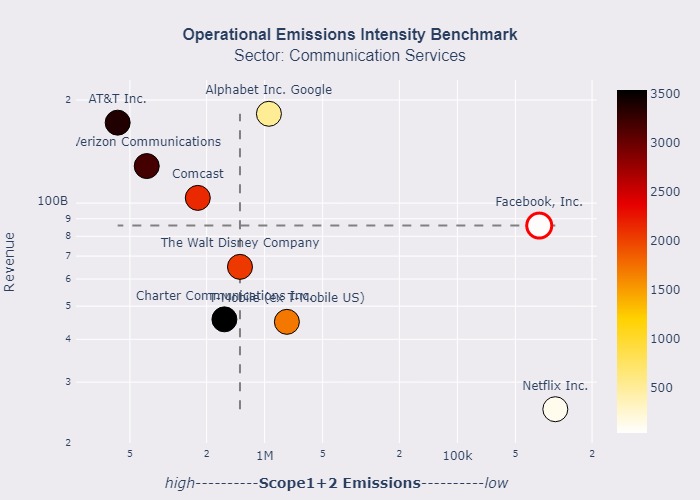 Operational Emissions Intensity Benchmark
Sector: Communication Services
AT&T Inc.
Alphabet Inc. Google
/erizon Communications
Comcast
Facebook, Inc.
The Walt Disney Company
Charter Communications Inc.
T-Mobile (ex T-Mobile US)
Netflix Inc.
Revenue
2
100B
9
8
7
6
5
4
3
2
5
2
1M
5
2
100k
5
2
high----------Scope1+2 Emissions----------low
3500
3000
2500
2000
1500
1000
500